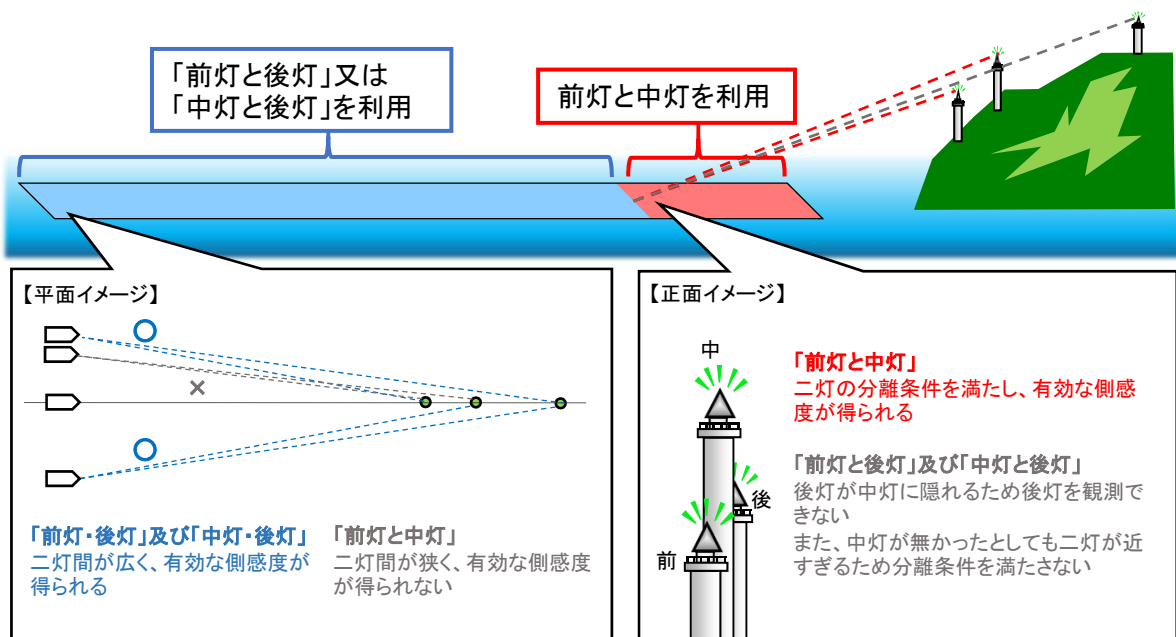 「前灯と後灯」又は
「中灯と後灯」を利用
前灯と中灯を利用
【平面イメージ】
「前灯・後灯」及び「中灯・後灯」
二灯間が広く、有効な側感度が
得られる
「前灯と中灯」
二灯間が狭く、有効な側感度
が得られない
【正面イメージ】
中
後
前
「前灯と中灯」
二灯の分離条件を満たし、有効な側感
度が得られる
「前灯と後灯」及び「中灯と後灯」
後灯が中灯に隠れるため後灯を観測で
きない
また、中灯が無かったとしても二灯が近
すぎるため分離条件を満たさない